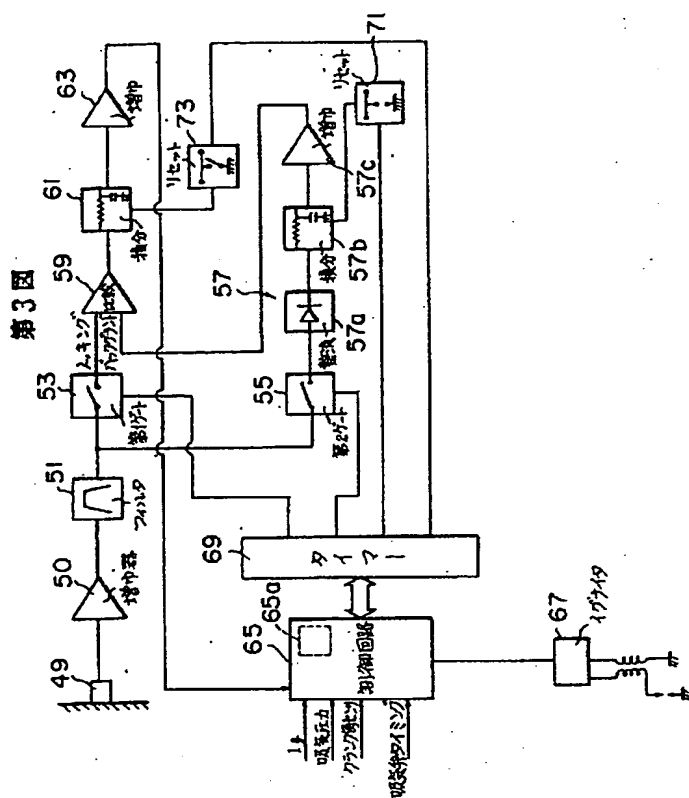 第3図
49
50
増巾器
51
フィルタ
53
第1ゲート
ノッキング
バックグランド
59
比較
61
積分
63
増巾
リセット
73
55
第2ゲート
57
57a
整流
57b
積分
57c
増巾
リセット
71
69
タイマー
65
65a
制御回路
吸気圧力
クランク角センサ
吸気弁タイミング
67
イグナイタ